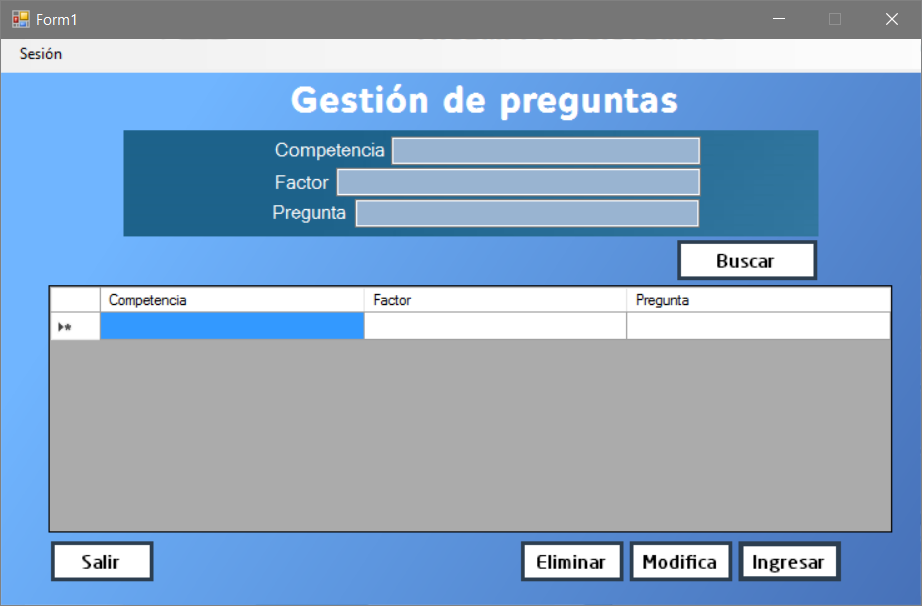 Form1
Sesión
Gestión de preguntas
Competencia
Factor
Pregunta
Buscar
Competencia Factor Pregunta
Salir Eliminar Modifica Ingresar